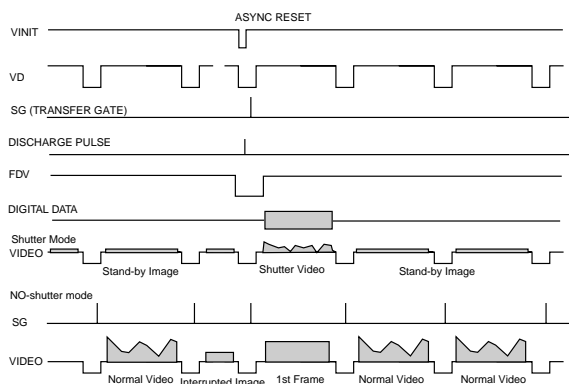 ASYNC RESET
VINIT
VD
SG (TRANSFER GATE)
DISCHARGE PULSE
FDV
DIGITAL DATA
Shutter Mode
VIDEO
Stand-by Image Shutter Video Stand-by Image
NO-shutter mode
SG
VIDEO
Normal Video Interrupted Image 1st Frame Normal Video Normal Video